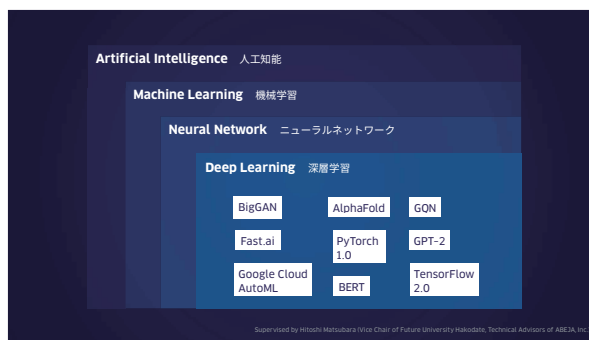 Artificial Intelligence 人工知能
Machine Learning 機械学習
Neural Network ニューラルネットワーク
Deep Learning 深層学習
BigGAN
AlphaFold
GQN
Fast.ai
PyTorch
1.0
GPT-2
Google Cloud
AutoML
BERT
TensorFlow
2.0
Supervised by Hitoshi Matsubara (Vice Chair of Future University Hakodate, Technical Advisors of ABEJA, Inc.